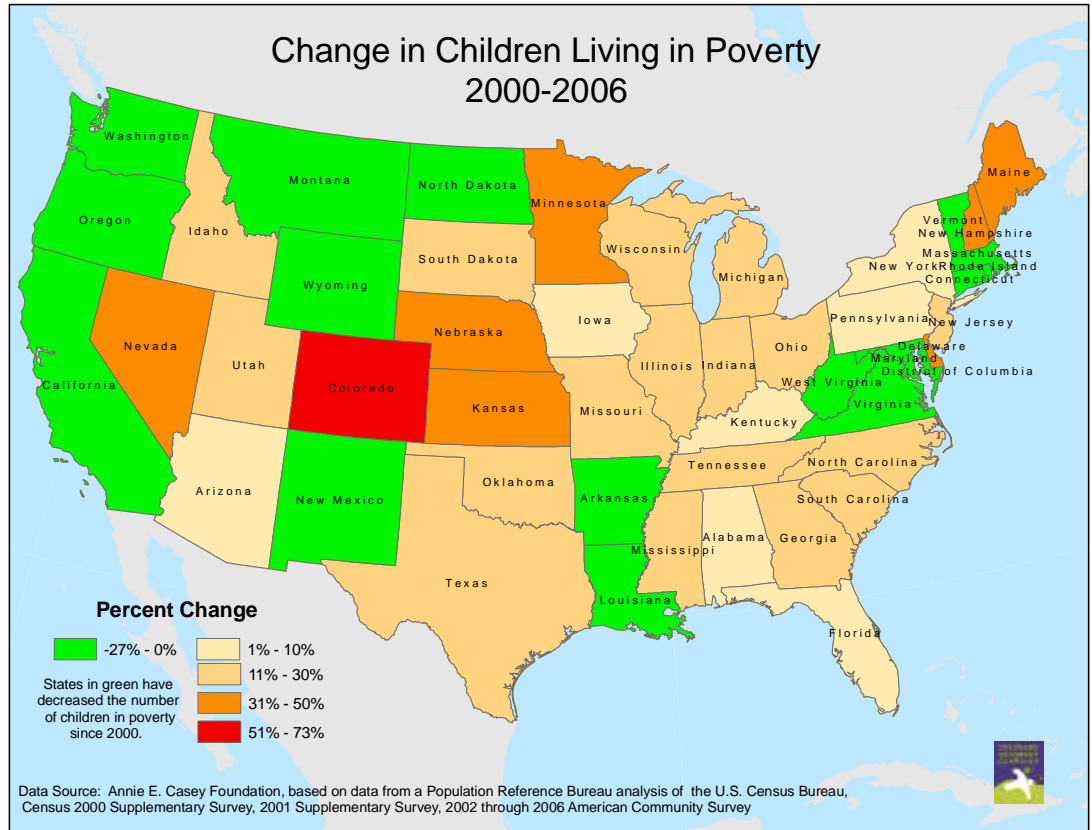 Change in Children Living in Poverty
2000-2006
Washington
Montana
North Dakota
Minnesota
Maine
Oregon
Idaho
Wisconsin
Vermont
New Hampshire
South Dakota
Michigan
Massachusetts
New York
Rhode Island
Connecticut
Wyoming
Iowa
Pennsylvania
New Jersey
Nebraska
Nevada
Utah
Colorado
Illinois
Indiana
Ohio
Delaware
Maryland
District of Columbia
West Virginia
California
Kansas
Missouri
Virginia
Kentucky
Arizona
New Mexico
Oklahoma
Arkansas
Tennessee
North Carolina
South Carolina
Texas
Mississippi
Alabama
Georgia
Louisiana
Florida
Percent Change
-27% - 0%
1% - 10%
11% - 30%
31% - 50%
51% - 73%
States in green have
decreased the number
of children in poverty
since 2000.
Data Source: Annie E. Casey Foundation, based on data from a Population Reference Bureau analysis of the U.S. Census Bureau,
Census 2000 Supplementary Survey, 2001 Supplementary Survey, 2002 through 2006 American Community Survey